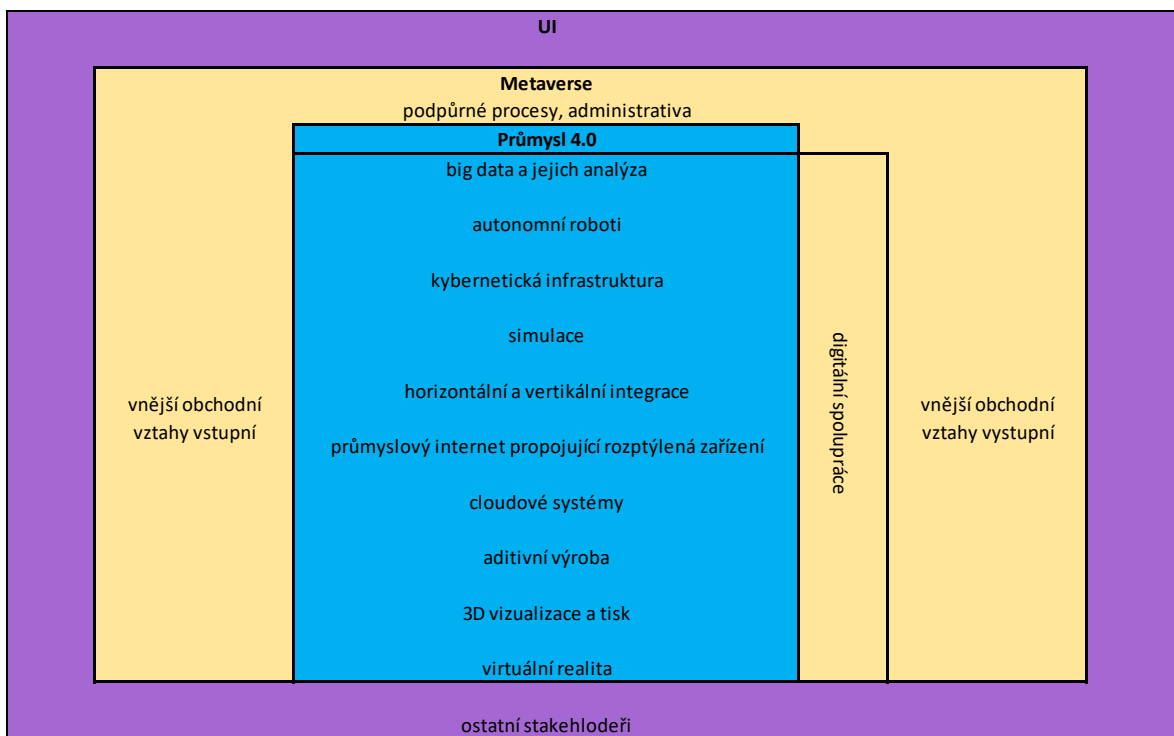 UI
Metaverse
podpůrné procesy, administrativa
Průmysl 4.0
big data a jejich analýza
autonomní roboti
kybernetická infrastruktura
simulace
horizontální a vertikální integrace
průmyslový internet propojující rozptýlená zařízení
cloudové systémy
aditivní výroba
3D vizualizace a tisk
virtuální realita
vnější obchodní
vztahy vstupní
digitální spolupráce
vnější obchodní
vztahy vystupní
ostatní stakehlodeři